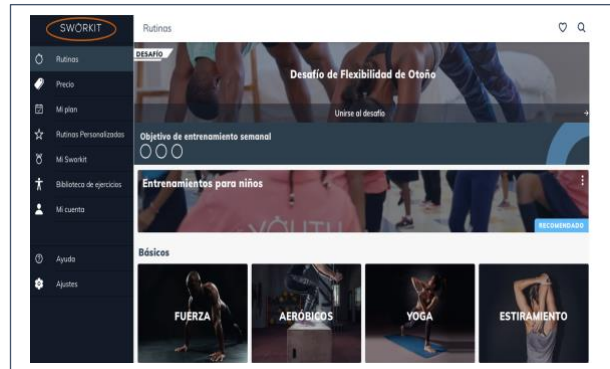 SWORKIT
Rutinas
Precio
Mi plan
Rutinas Personalizadas
Mi Sworkit
Biblioteca de ejercicios
Mi cuenta
Ayuda
Ajustes
Rutinas
DESAFÍO
Desafío de Flexibilidad de Otoño
Unirse al desafío
Objetivo de entrenamiento semanal
Entrenamientos para niños
YOUTH
RECOMENDADO
Básicos
FUERZA
AERÓBICOS
YOGA
ESTIRAMIENTO